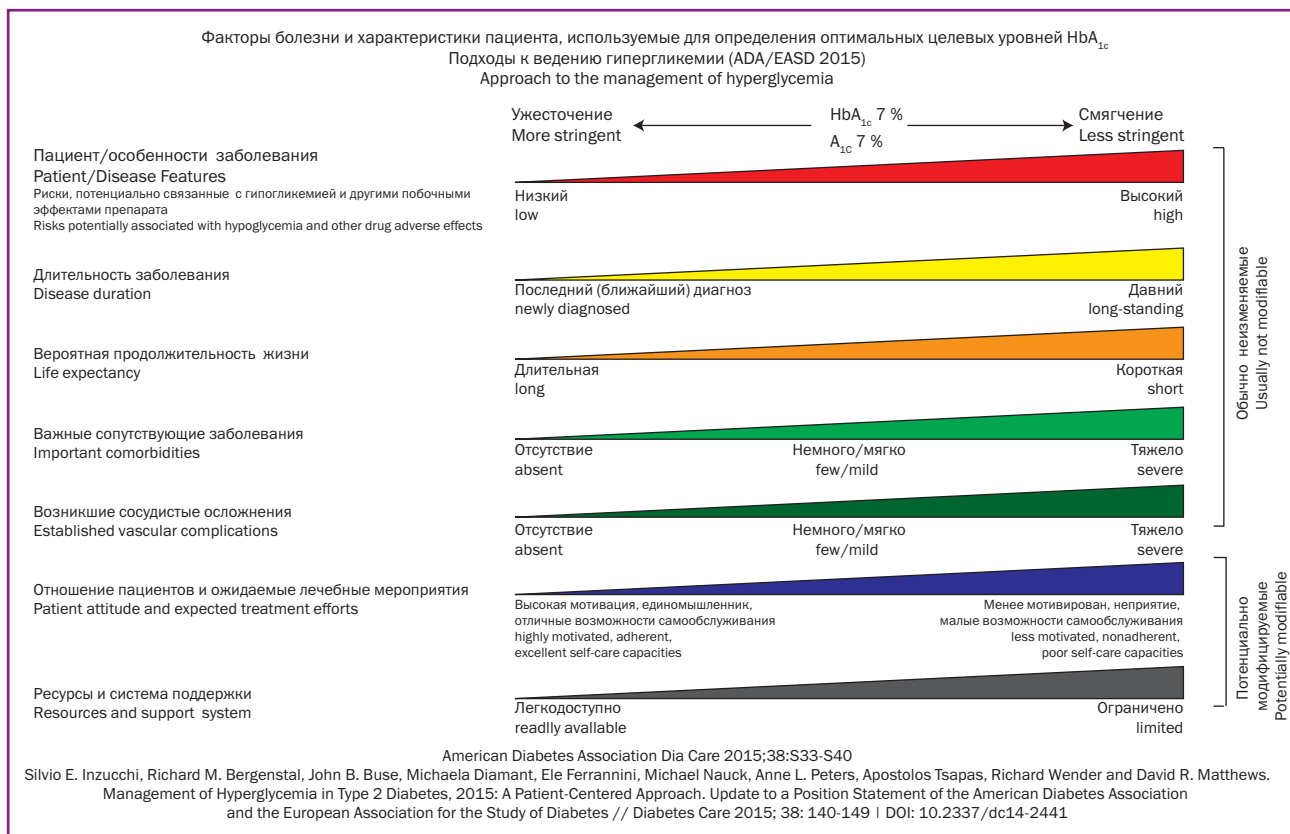 Факторы болезни и характеристики пациента, используемые для определения оптимальных целевых уровней HbA1c
Подходы к ведению гипергликемии (ADA/EASD 2015)
Approach to the management of hyperglycemia
Ужесточение
More stringent
HbA1c 7 %
A1C 7 %
Смягчение
Less stringent
Пациент/особенности заболевания
Patient/Disease Features
Риски, потенциально связанные с гипогликемией и другими побочными
эффектами препарата
Risks potentially associated with hypoglycemia and other drug adverse effects
Низкий
low
Высокий
high
Длительность заболевания
Disease duration
Последний (ближайший) диагноз
newly diagnosed
Давний
long-standing
Вероятная продолжительность жизни
Life expectancy
Длительная
long
Короткая
short
Важные сопутствующие заболевания
Important comorbidities
Отсутствие
absent
Немного/мягко
few/mild
Тяжело
severe
Возникшие сосудистые осложнения
Established vascular complications
Отсутствие
absent
Немного/мягко
few/mild
Тяжело
severe
Обычно неизменяемые
Usually not modifiable
Отношение пациентов и ожидаемые лечебные мероприятия
Patient attitude and expected treatment efforts
Высокая мотивация, единомышленник,
отличные возможности самообслуживания
highly motivated, adherent,
excellent self-care capacities
Менее мотивирован, неприятие,
малые возможности самообслуживания
less motivated, nonadherent,
poor self-care capacities
Ресурсы и система поддержки
Resources and support system
Легкодоступно
readlly avallable
Ограничено
limited
Потенциально
модифицируемые
Potentially modifiable
American Diabetes Association Dia Care 2015;38:S33-S40
Silvio E. Inzucchi, Richard M. Bergenstal, John B. Buse, Michaela Diamant, Ele Ferrannini, Michael Nauck, Anne L. Peters, Apostolos Tsapas, Richard Wender and David R. Matthews.
Management of Hyperglycemia in Type 2 Diabetes, 2015: A Patient-Centered Approach. Update to a Position Statement of the American Diabetes Association
and the European Association for the Study of Diabetes // Diabetes Care 2015; 38: 140-149 | DOI: 10.2337/dc14-2441